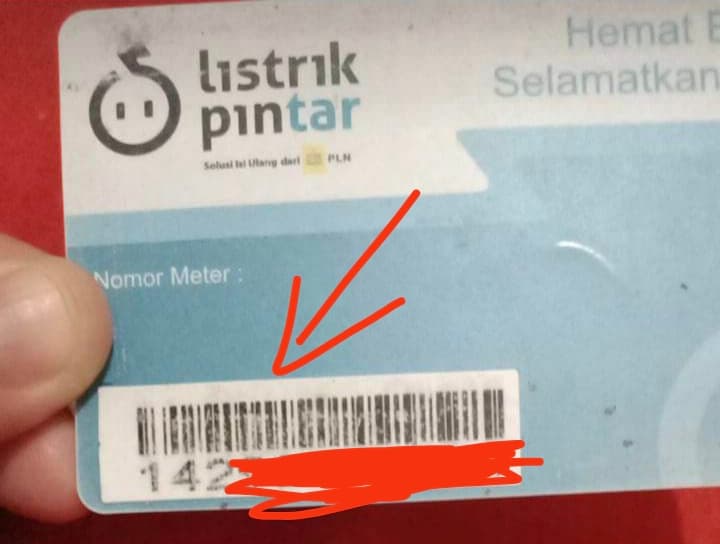 Hemat
Selamatkan
listrik
pintar
Solusi Isi Ulang dari PLN
Nomor Meter :
142